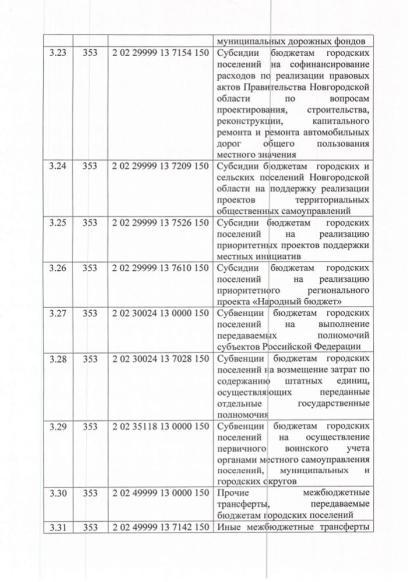 муниципальных дорожных фондов
3.23 353 2 02 29999 13 7154 150 Субсидии бюджетам городских
поселений на софинансирование
расходов по реализации правовых
актов Правительства Новгородской
области по вопросам
проектирования, строительства,
реконструкции, капитального
ремонта и ремонта автомобильных
дорог общего пользования
местного значения
3.24 353 2 02 29999 13 7209 150 Субсидии бюджетам городских и
сельских поселений Новгородской
области на поддержку реализации
проектов территориальных
общественных самоуправлений
3.25 353 2 02 29999 13 7526 150 Субсидии бюджетам городских
поселений на реализацию
приоритетных проектов поддержки
местных инициатив
3.26 353 2 02 29999 13 7610 150 Субсидии бюджетам городских
поселений на реализацию
приоритетного регионального
проекта «Народный бюджет»
3.27 353 2 02 30024 13 0000 150 Субвенции бюджетам городских
поселений на выполнение
передаваемых полномочий
субъектов Российской Федерации
3.28 353 2 02 30024 13 7028 150 Субвенции бюджетам городских
поселений на возмещение затрат по
содержанию штатных единиц,
осуществляющих переданные
отдельные государственные
полномочия
3.29 353 2 02 35118 13 0000 150 Субвенции бюджетам городских
поселений на осуществление
первичного воинского учета
органами местного самоуправления
поселений, муниципальных и
городских округов
3.30 353 2 02 49999 13 0000 150 Прочие межбюджетные
трансферты, передаваемые
бюджетам городских поселений
3.31 353 2 02 49999 13 7142 150 Иные межбюджетные трансферты